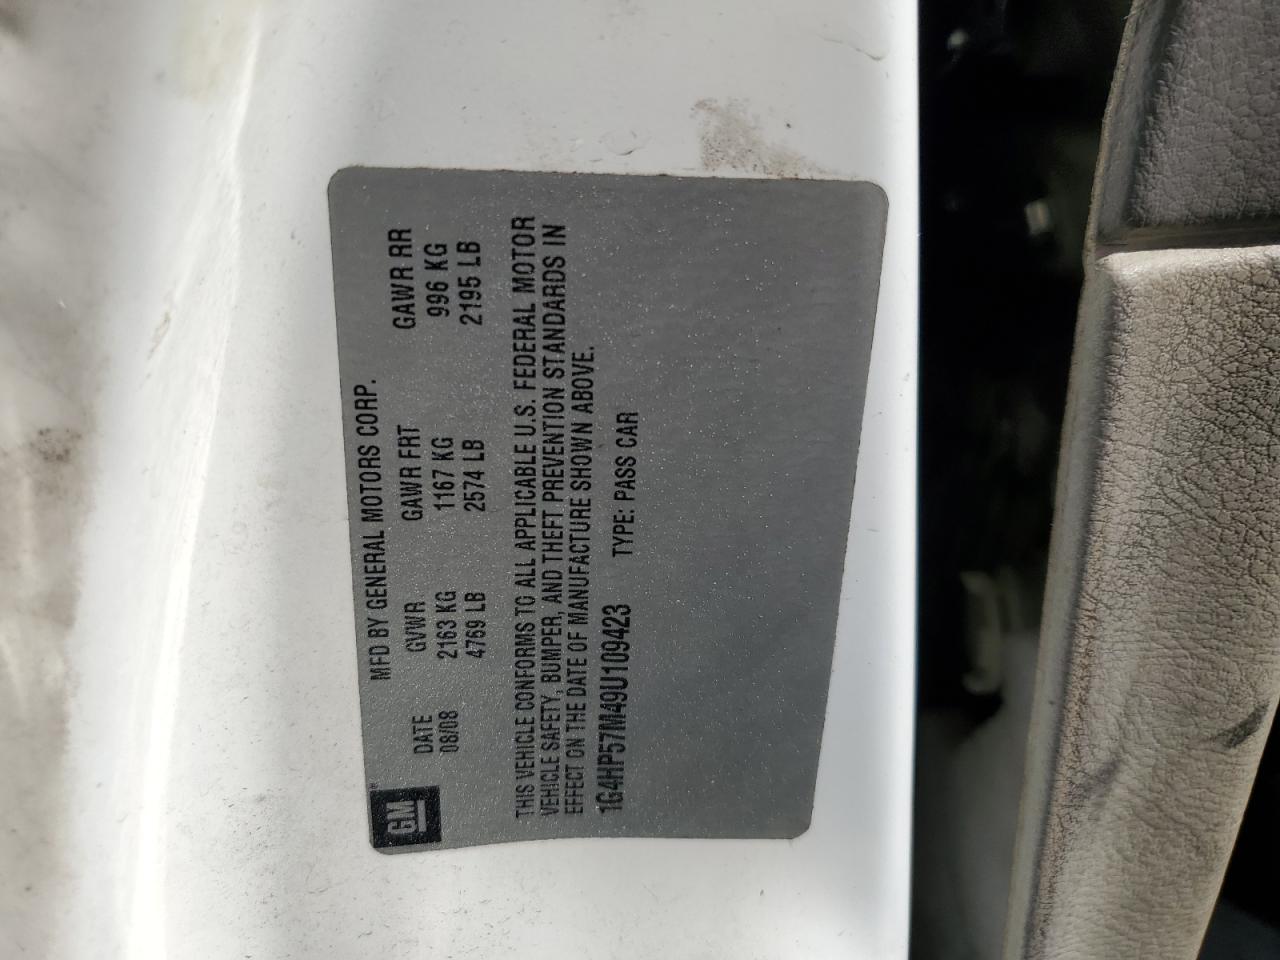 GM
MFD BY GENERAL MOTORS CORP.
DATE GVWR GAWR FRT GAWR RR
08/08 2163 KG 1167 KG 996 KG
4769 LB 2574 LB 2195 LB
THIS VEHICLE CONFORMS TO ALL APPLICABLE U.S. FEDERAL MOTOR
VEHICLE SAFETY, BUMPER, AND THEFT PREVENTION STANDARDS IN
EFFECT ON THE DATE OF MANUFACTURE SHOWN ABOVE.
1G4HP57M49U109423 TYPE: PASS CAR